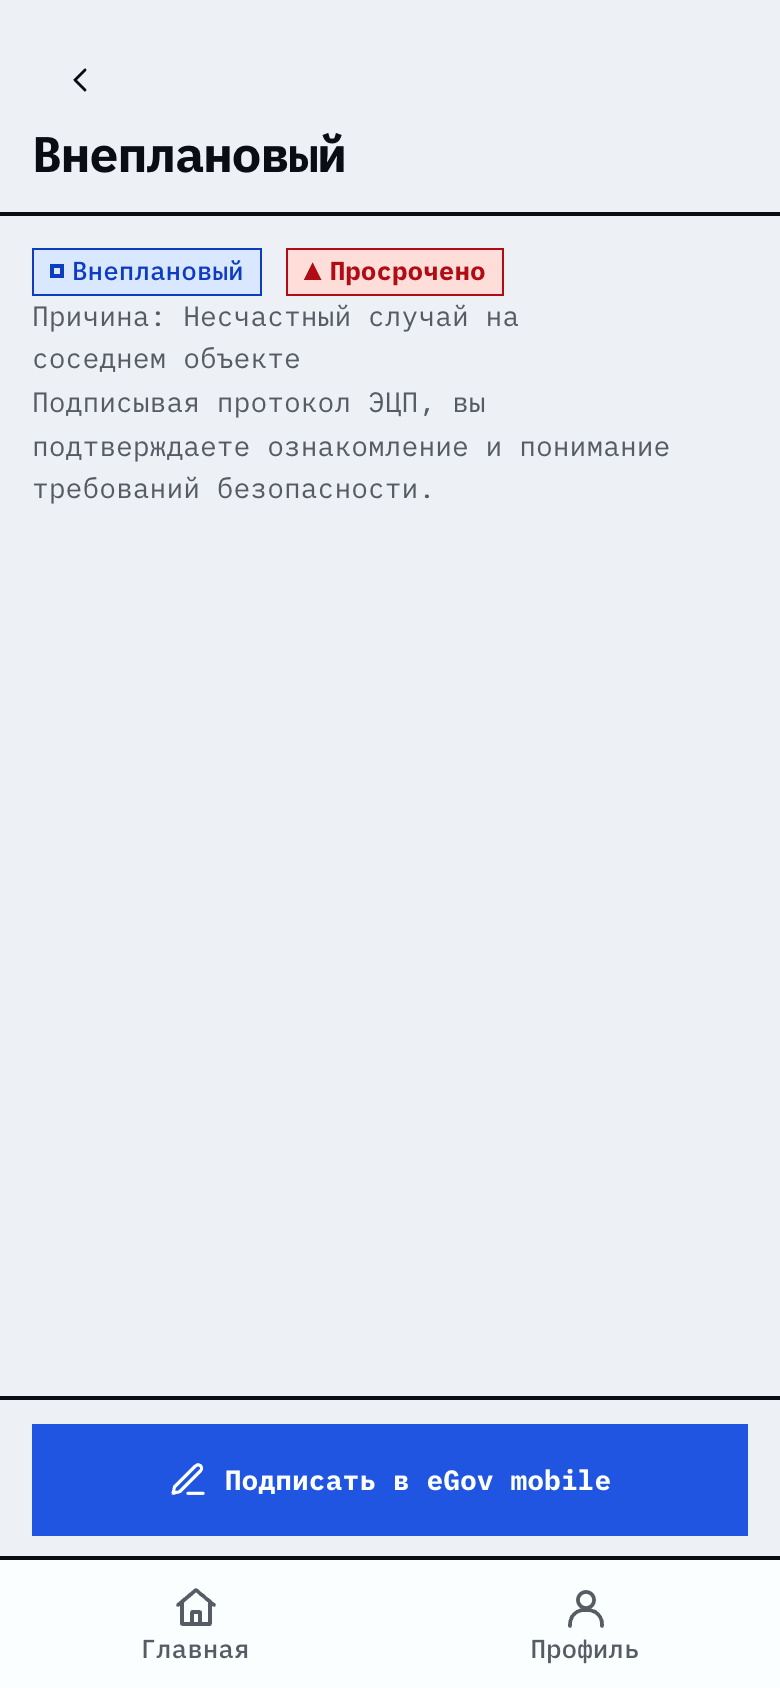 Внеплановый
Внеплановый
Просрочено
Причина: Несчастный случай на
соседнем объекте
Подписывая протокол ЭЦП, вы
подтверждаете ознакомление и понимание
требований безопасности.
Подписать в eGov mobile
Главная
Профиль